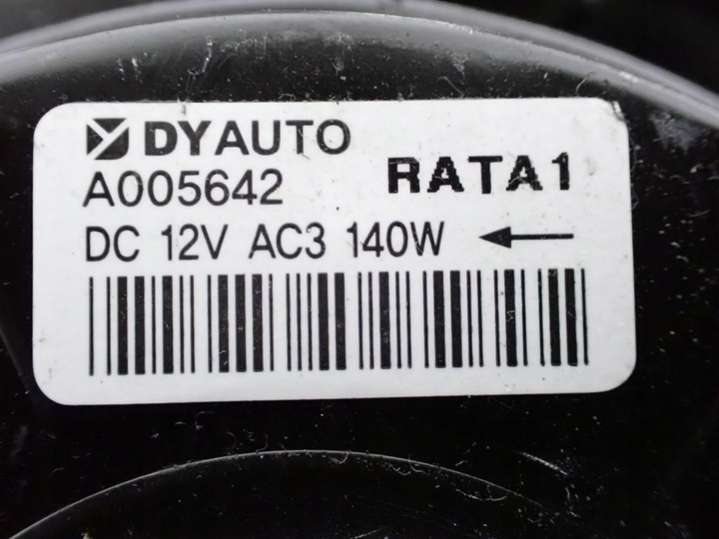 DYAUTO
A005642
RATA1
DC 12V AC3 140W